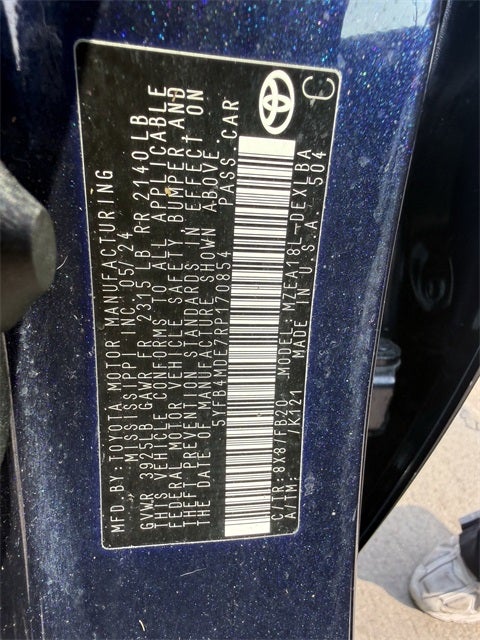 MFD. BY: TOYOTA MOTOR MANUFACTURING
MISSISSIPPI INC. 05/24
GVWR 3925LB GAWR FR 2315 LB RR 2140 LB
THIS VEHICLE CONFORMS TO ALL APPLICABLE
FEDERAL MOTOR VEHICLE SAFETY BUMPER, AND
THEFT PREVENTION STANDARDS IN EFFECT ON
THE DATE OF MANUFACTURE SHOWN ABOVE.
5YFB4MDE7RP170854 PASS. CAR
C/TR: 8X8/FB20 MODEL: MZEA18L-DEXLBA
A/TM: /K121 MADE IN U.S.A. 504
C